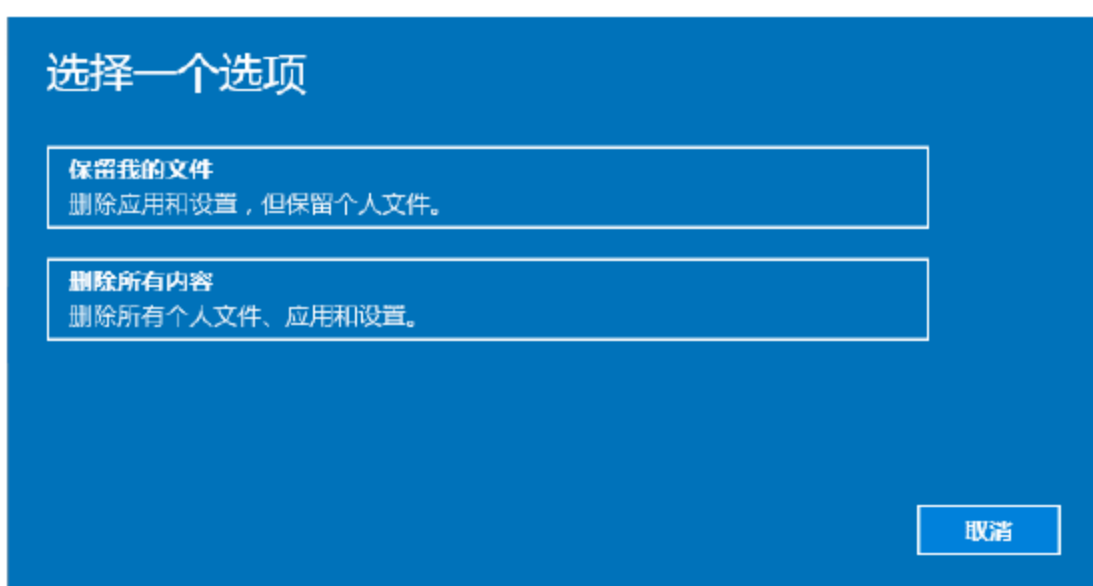 选择一个选项
保留我的文件
删除应用和设置，但保留个人文件。
删除所有内容
删除所有个人文件、应用和设置。
取消